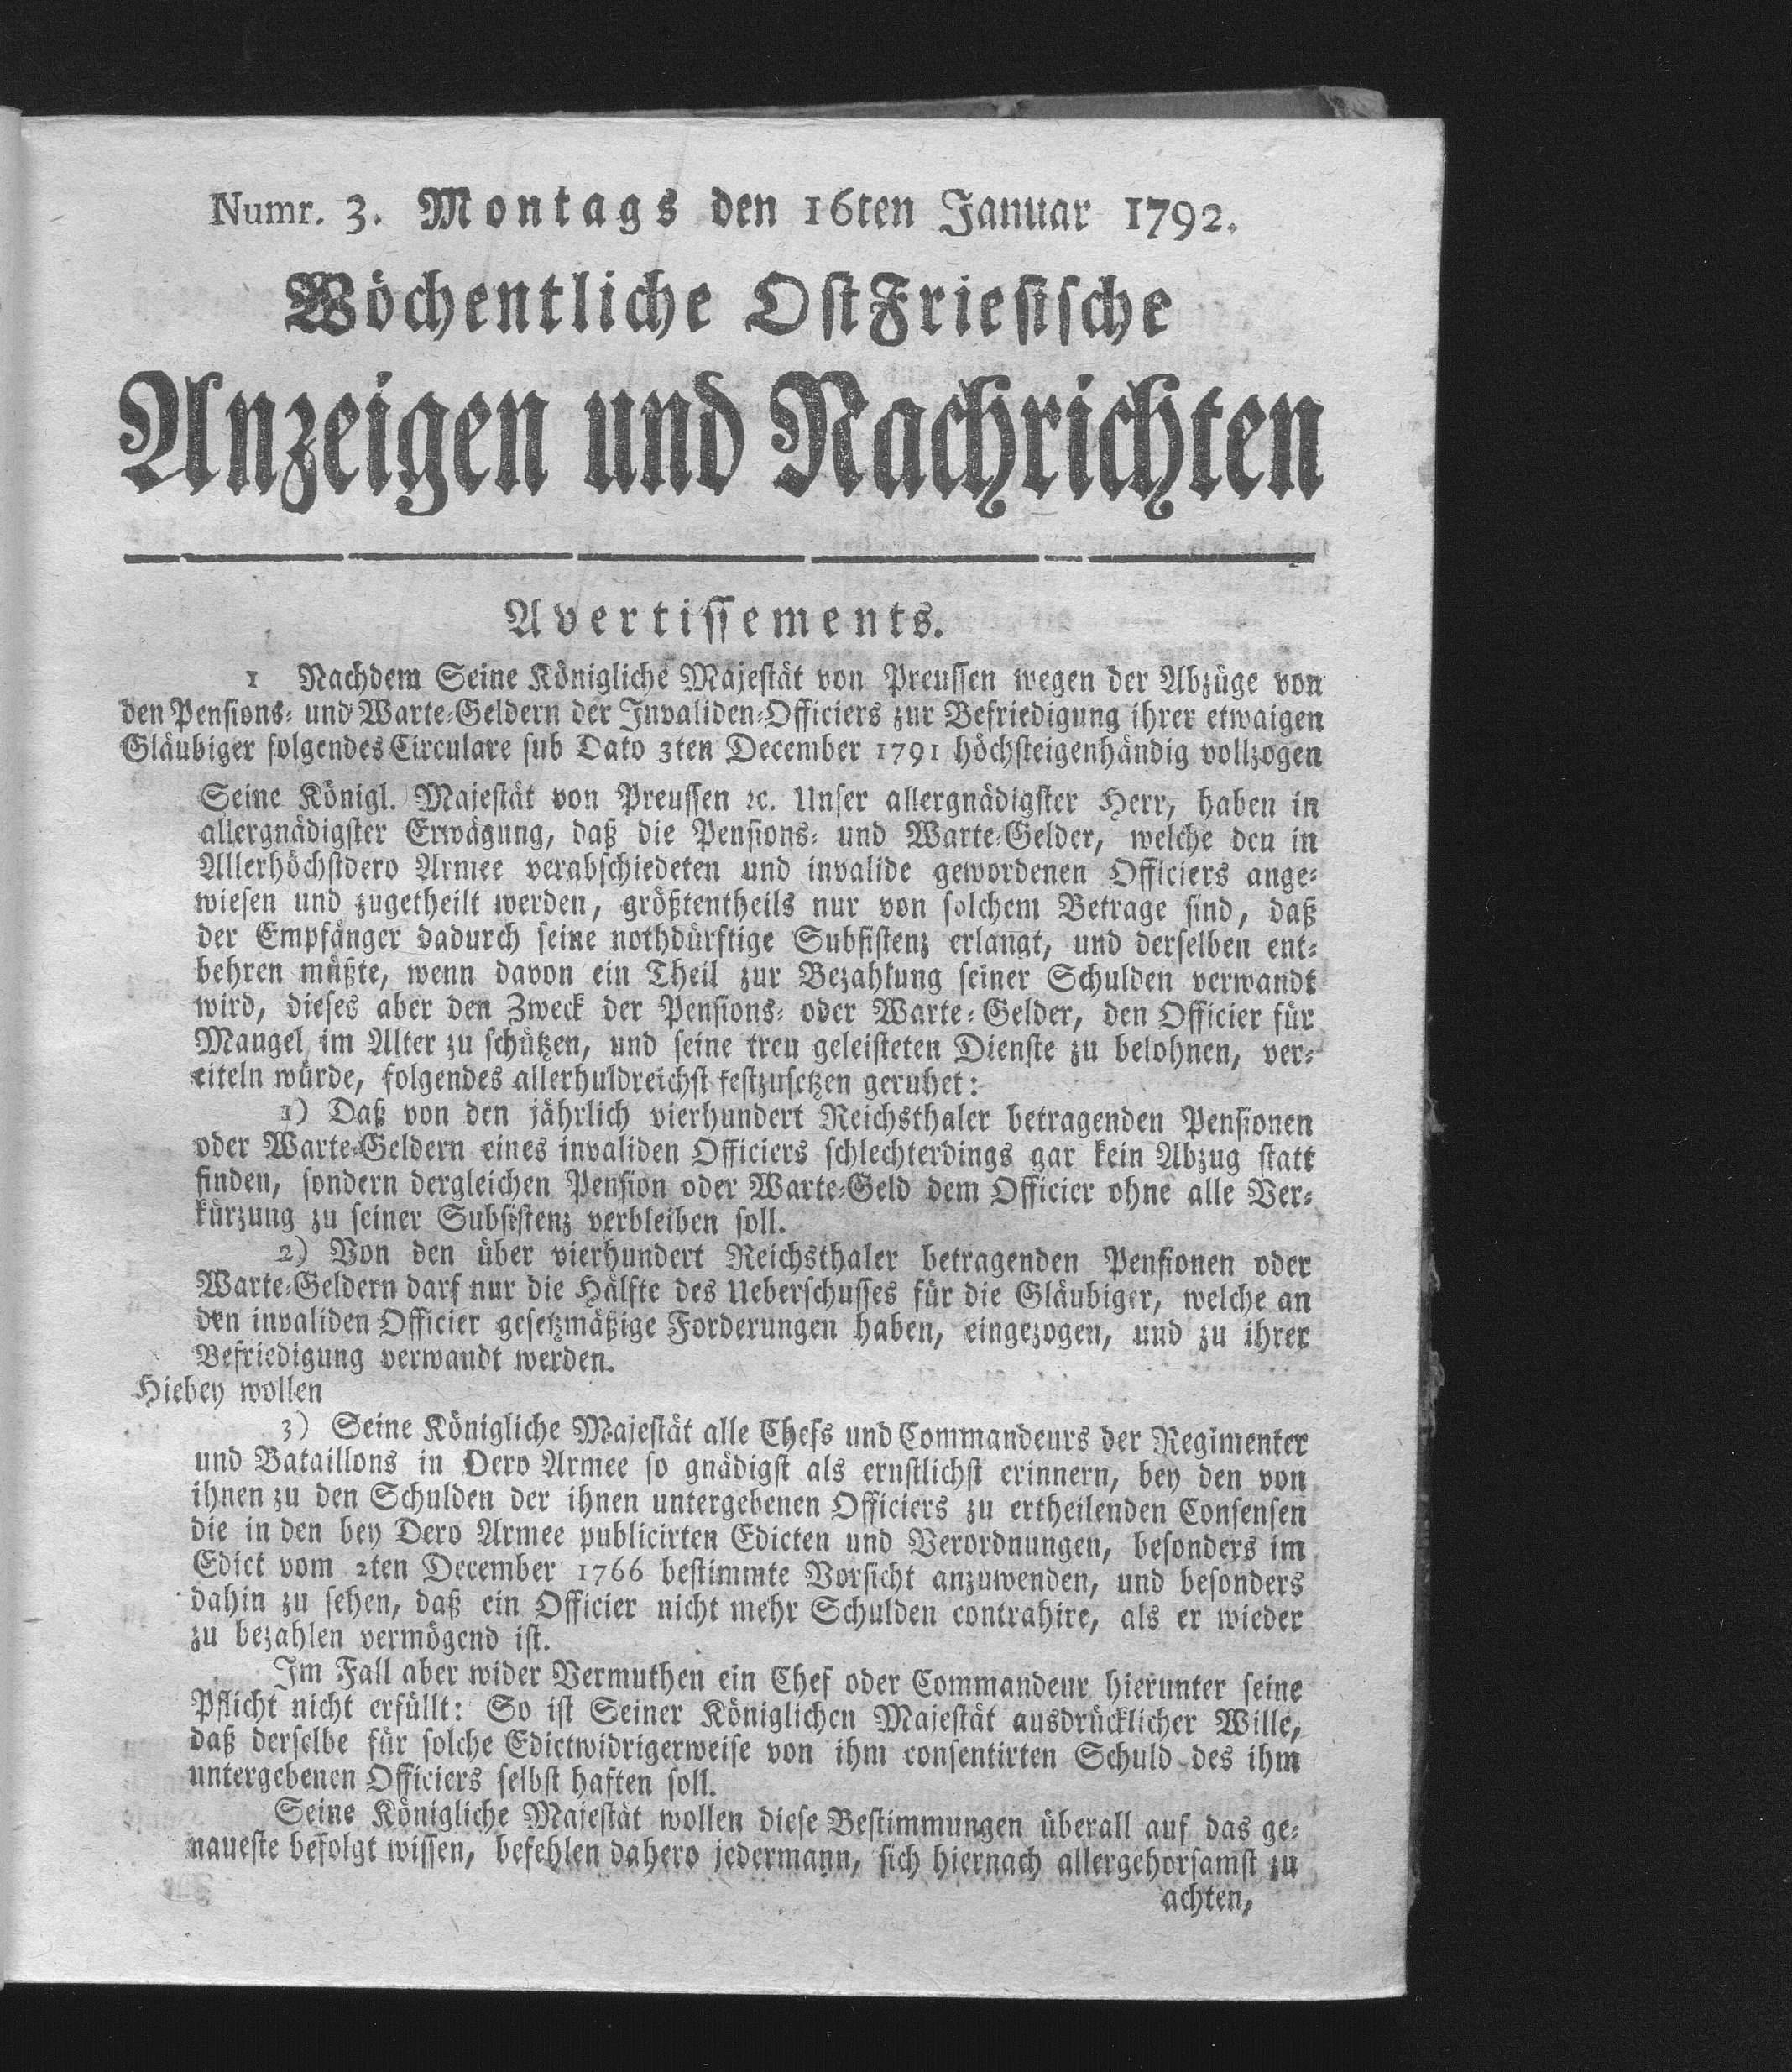 Numr. 3. Montags den 16ten Januar 1792.
Wöchentliche OstFriesische
Anzeigen und Nachrichten
Avertissements.
1 Nachdem Seine Königliche Majestät von Preussen wegen der Abzüge von
den Pensions- und Warte-Geldern der Invaliden-Officiers zur Befriedigung ihrer etwaigen
Gläubiger folgendes Circulare sub Dato 3ten December 1791 höchsteigenhändig vollzogen
Seine Königl. Majestät von Preussen ꝛc. Unser allergnädigster Herr, haben in
allergnädigster Erwägung, daß die Pensions- und Warte-Gelder, welche den in
Allerhöchstdero Armee verabschiedeten und invalide gewordenen Officiers ange-
wiesen und zugetheilt werden, größtentheils nur von solchem Betrage sind, daß
der Empfänger dadurch seine nothdürftige Subsistenz erlangt, und derselben ent-
behren müßte, wenn davon ein Theil zur Bezahlung seiner Schulden verwandt
wird, dieses aber den Zweck der Pensions- oder Warte-Gelder, den Officier für
Mangel im Alter zu schützen, und seine treu geleisteten Dienste zu belohnen, ver-
eiteln würde, folgendes allerhuldreichst festzusetzen geruhet:
1) Daß von den jährlich vierhundert Reichsthaler betragenden Pensionen
oder Warte-Geldern eines invaliden Officiers schlechterdings gar kein Abzug statt
finden, sondern dergleichen Pension oder Warte-Geld dem Officier ohne alle Ver-
kürzung zu seiner Subsistenz verbleiben soll.
2) Von den über vierhundert Reichsthaler betragenden Pensionen oder
Warte-Geldern darf nur die Hälfte des Ueberschusses für die Gläubiger, welche an
den invaliden Officier gesetzmäßige Forderungen haben, eingezogen, und zu ihrer
Befriedigung verwandt werden.
Hiebey wollen
3) Seine Königliche Majestät alle Chefs und Commandeurs der Regimenter
und Bataillons in Dero Armee so gnädigst als ernstlichst erinnern, bey den von
ihnen zu den Schulden der ihnen untergebenen Officiers zu ertheilenden Consensen
die in den bey Dero Armee publicirten Edicten und Verordnungen, besonders im
Edict vom 2ten December 1766 bestimmte Vorsicht anzuwenden, und besonders
dahin zu sehen, daß ein Officier nicht mehr Schulden contrahire, als er wieder
zu bezahlen vermögend ist.
Im Fall aber wider Vermuthen ein Chef oder Commandeur hierunter seine
Pflicht nicht erfüllt: So ist Seiner Königlichen Majestät ausdrücklicher Wille,
daß derselbe für solche Edictwidrigerweise von ihm consentirten Schuld des ihm
untergebenen Officiers selbst haften soll.
Seine Königliche Majestät wollen diese Bestimmungen überall auf das ge-
naueste befolgt wissen, befehlen dahero jedermann, sich hiernach allergehorsamst zu
achten,